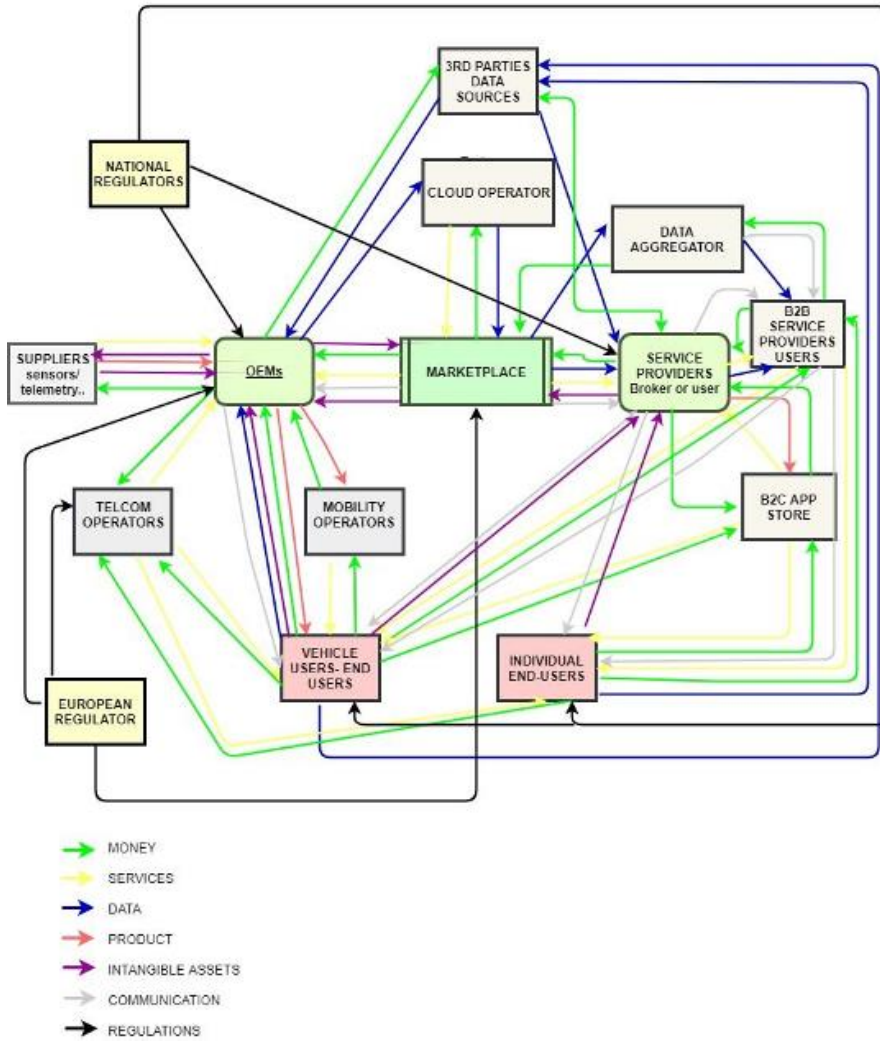 3RD PARTIES
DATA
SOURCES
NATIONAL
REGULATORS
CLOUD OPERATOR
DATA
AGGREGATOR
B2B
SERVICE
PROVIDERS
USERS
SUPPLIERS
sensors/
telemetry..
OEMs
MARKETPLACE
SERVICE
PROVIDERS
Broker or user
TELCOM
OPERATORS
MOBILITY
OPERATORS
B2C APP
STORE
VEHICLE
USERS- END
USERS
INDIVIDUAL
END-USERS
EUROPEAN
REGULATOR
MONEY
SERVICES
DATA
PRODUCT
INTANGIBLE ASSETS
COMMUNICATION
REGULATIONS